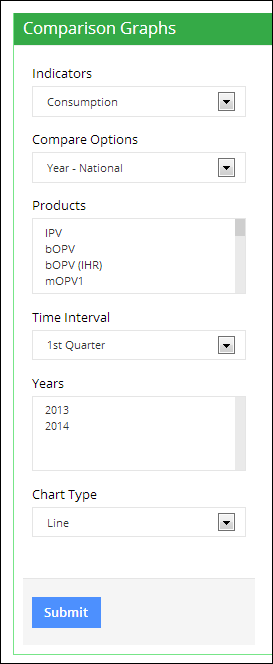 Comparison Graphs
Indicators
Consumption
Compare Options
Year - National
Products
IPV
bOPV
bOPV (IHR)
mOPV1
Time Interval
1st Quarter
Years
2013
2014
Chart Type
Line
Submit